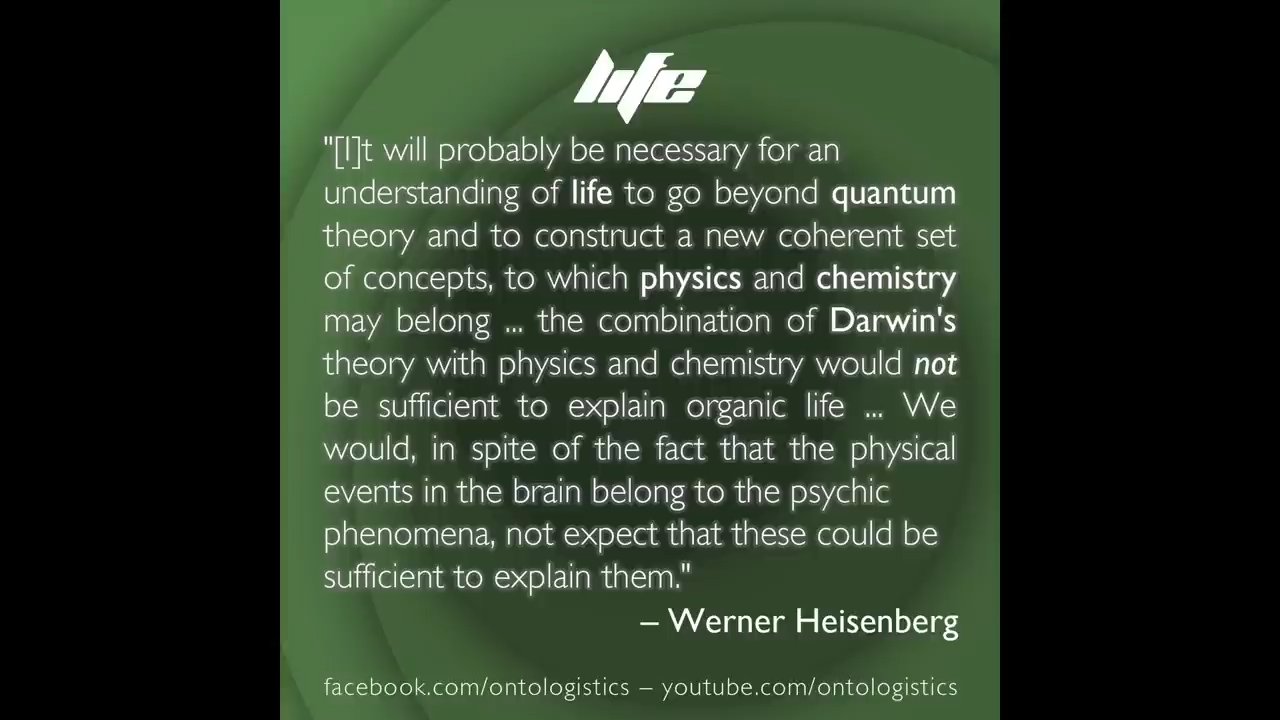 life
"[I]t will probably be necessary for an
understanding of life to go beyond quantum
theory and to construct a new coherent set
of concepts, to which physics and chemistry
may belong ... the combination of Darwin's
theory with physics and chemistry would not
be sufficient to explain organic life ... We
would, in spite of the fact that the physical
events in the brain belong to the psychic
phenomena, not expect that these could be
sufficient to explain them."
– Werner Heisenberg
facebook.com/ontologistics – youtube.com/ontologistics